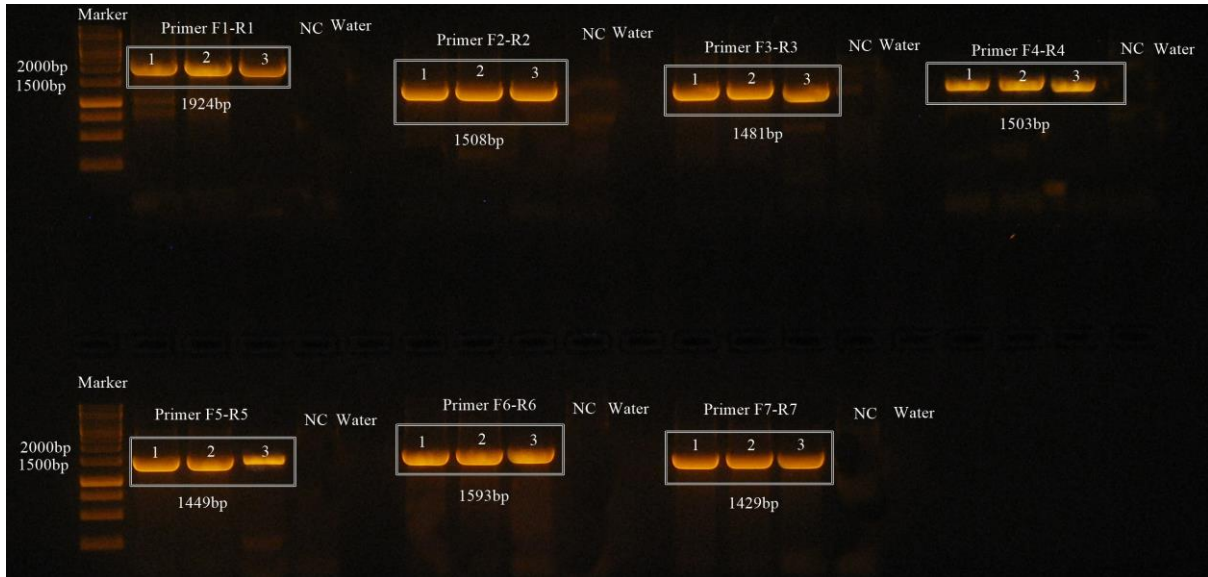 Marker
Primer F1-R1
NC Water
Primer F2-R2
NC Water
Primer F3-R3
NC Water
Primer F4-R4
NC Water
2000bp
1500bp
1 2 3
1 2 3
1 2 3
1 2 3
1924bp
1508bp
1481bp
1503bp
Marker
Primer F5-R5
NC Water
Primer F6-R6
NC Water
Primer F7-R7
NC Water
2000bp
1500bp
1 2 3
1 2 3
1 2 3
1449bp
1593bp
1429bp